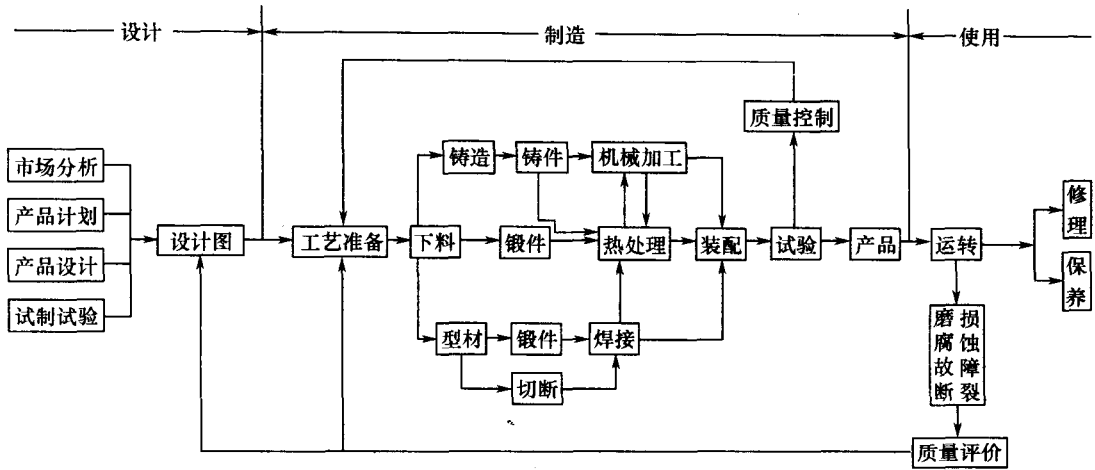 设计
制造
使用
质量控制
市场分析
产品计划
产品设计
试制试验
设计图
工艺准备
下料
铸造
铸件
机械加工
锻件
热处理
装配
试验
产品
运转
修理
保养
型材
锻件
焊接
切断
磨损
腐蚀
故障
断裂
质量评价